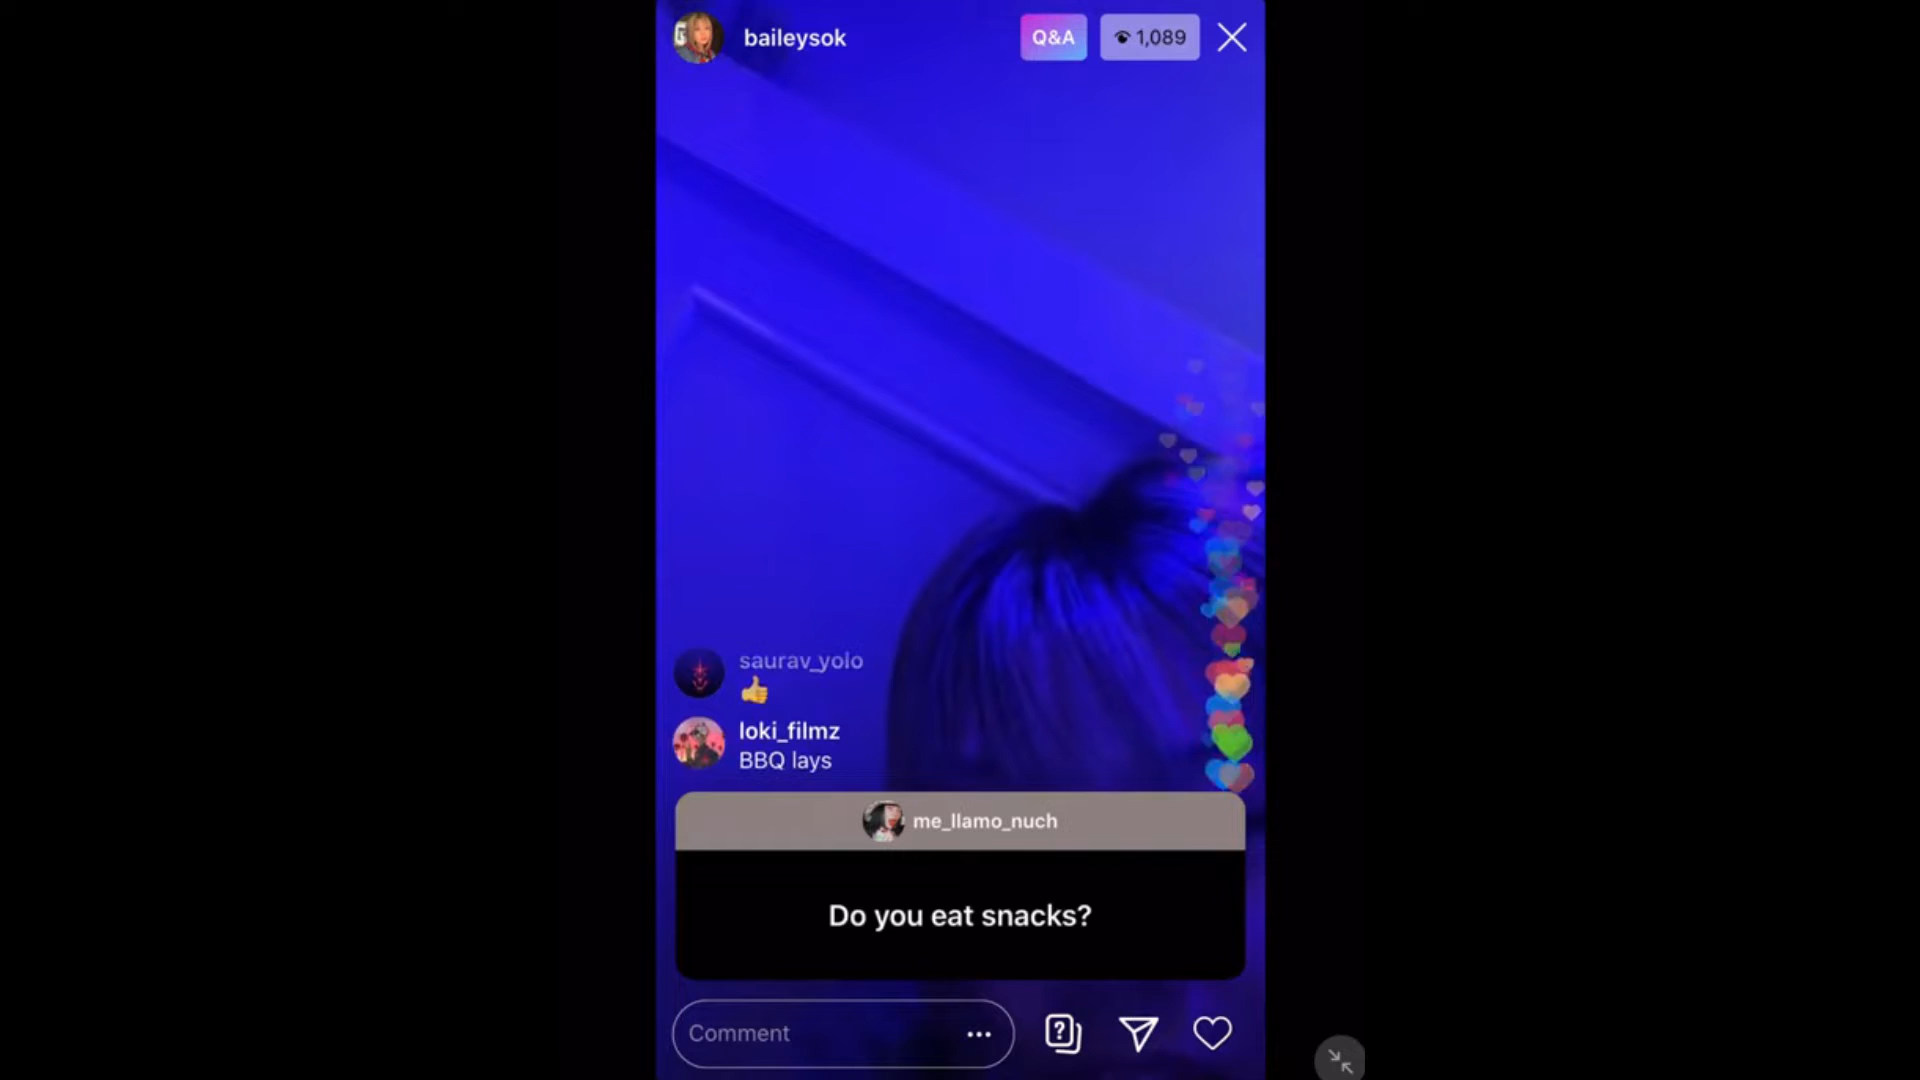 baileysok
Q&A
1,089
saurav_yolo
👍
loki_filmz
BBQ lays
me_llamo_nuch
Do you eat snacks?
Comment